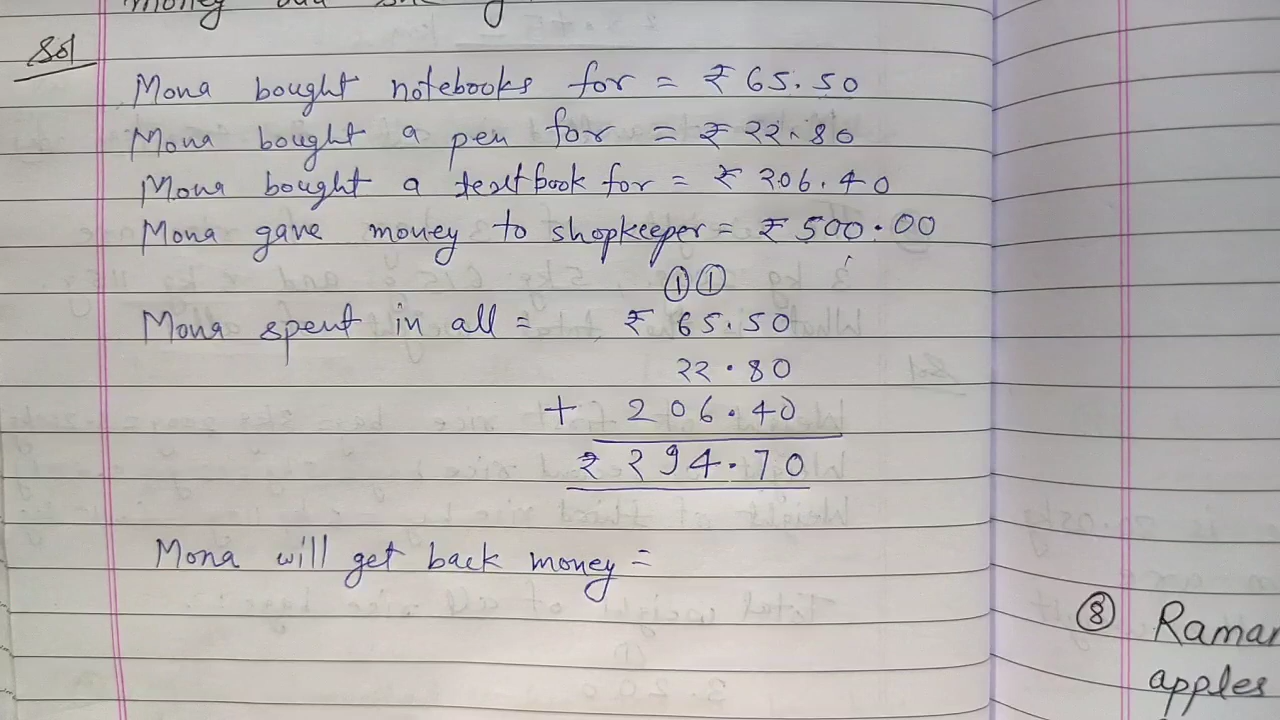 Sol
Mona bought notebooks for = ₹ 65.50
Mona bought a pen for = ₹ 22.80
Mona bought a textbook for = ₹ 206.40
Mona gave money to shopkeeper = ₹ 500.00
① ①
Mona spent in all = ₹ 65.50
22.80
+ 206.40
₹ 294.70
Mona will get back money =
⑧ Raman
apples